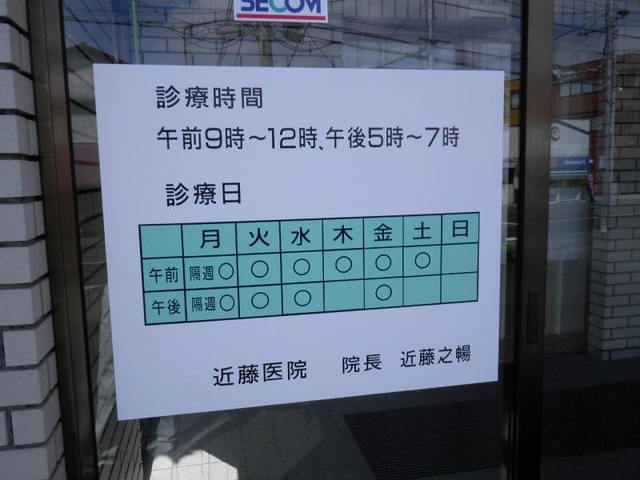 SECOM
診療時間
午前9時～12時、午後5時～7時
診療日
月 火 水 木 金 土 日
午前 隔週○ ○ ○ ○ ○ ○
午後 隔週○ ○ ○ ○
近藤医院 院長 近藤之暢